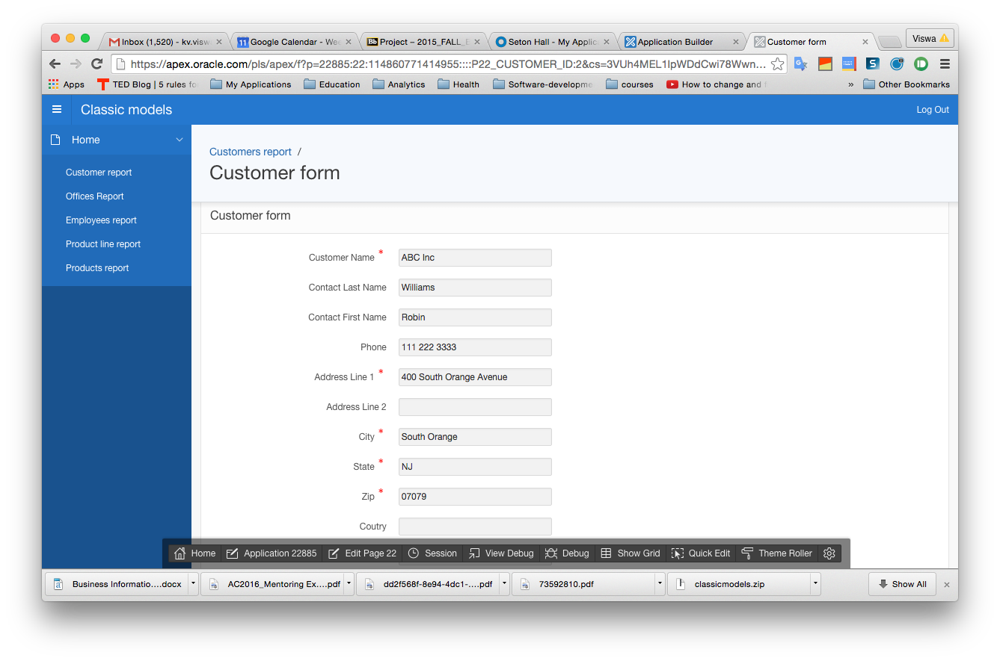 Inbox (1,520) - kv.visw
11 Google Calendar - Wee
Bb Project – 2015_FALL_B
Seton Hall - My Applica
Application Builder
Customer form
Viswa
https://apex.oracle.com/pls/apex/f?p=22885:22:114860771414955::::P22_CUSTOMER_ID:2&cs=3VUh4MEL1lpWDdCwi78Wwn...
Apps
TED Blog | 5 rules fo
My Applications
Education
Analytics
Health
Software-developme
courses
How to change and
»
Other Bookmarks
Classic models
Log Out
Home
Customer report
Offices Report
Employees report
Product line report
Products report
Customers report /
Customer form
Customer form
Customer Name * ABC Inc
Contact Last Name Williams
Contact First Name Robin
Phone 111 222 3333
Address Line 1 * 400 South Orange Avenue
Address Line 2
City * South Orange
State * NJ
Zip * 07079
Coutry
Home Application 22885 Edit Page 22 Session View Debug Debug Show Grid Quick Edit Theme Roller
Business Informatio....docx
AC2016_Mentoring Ex....pdf
dd2f568f-8e94-4dc1-....pdf
73592810.pdf
classicmodels.zip
Show All